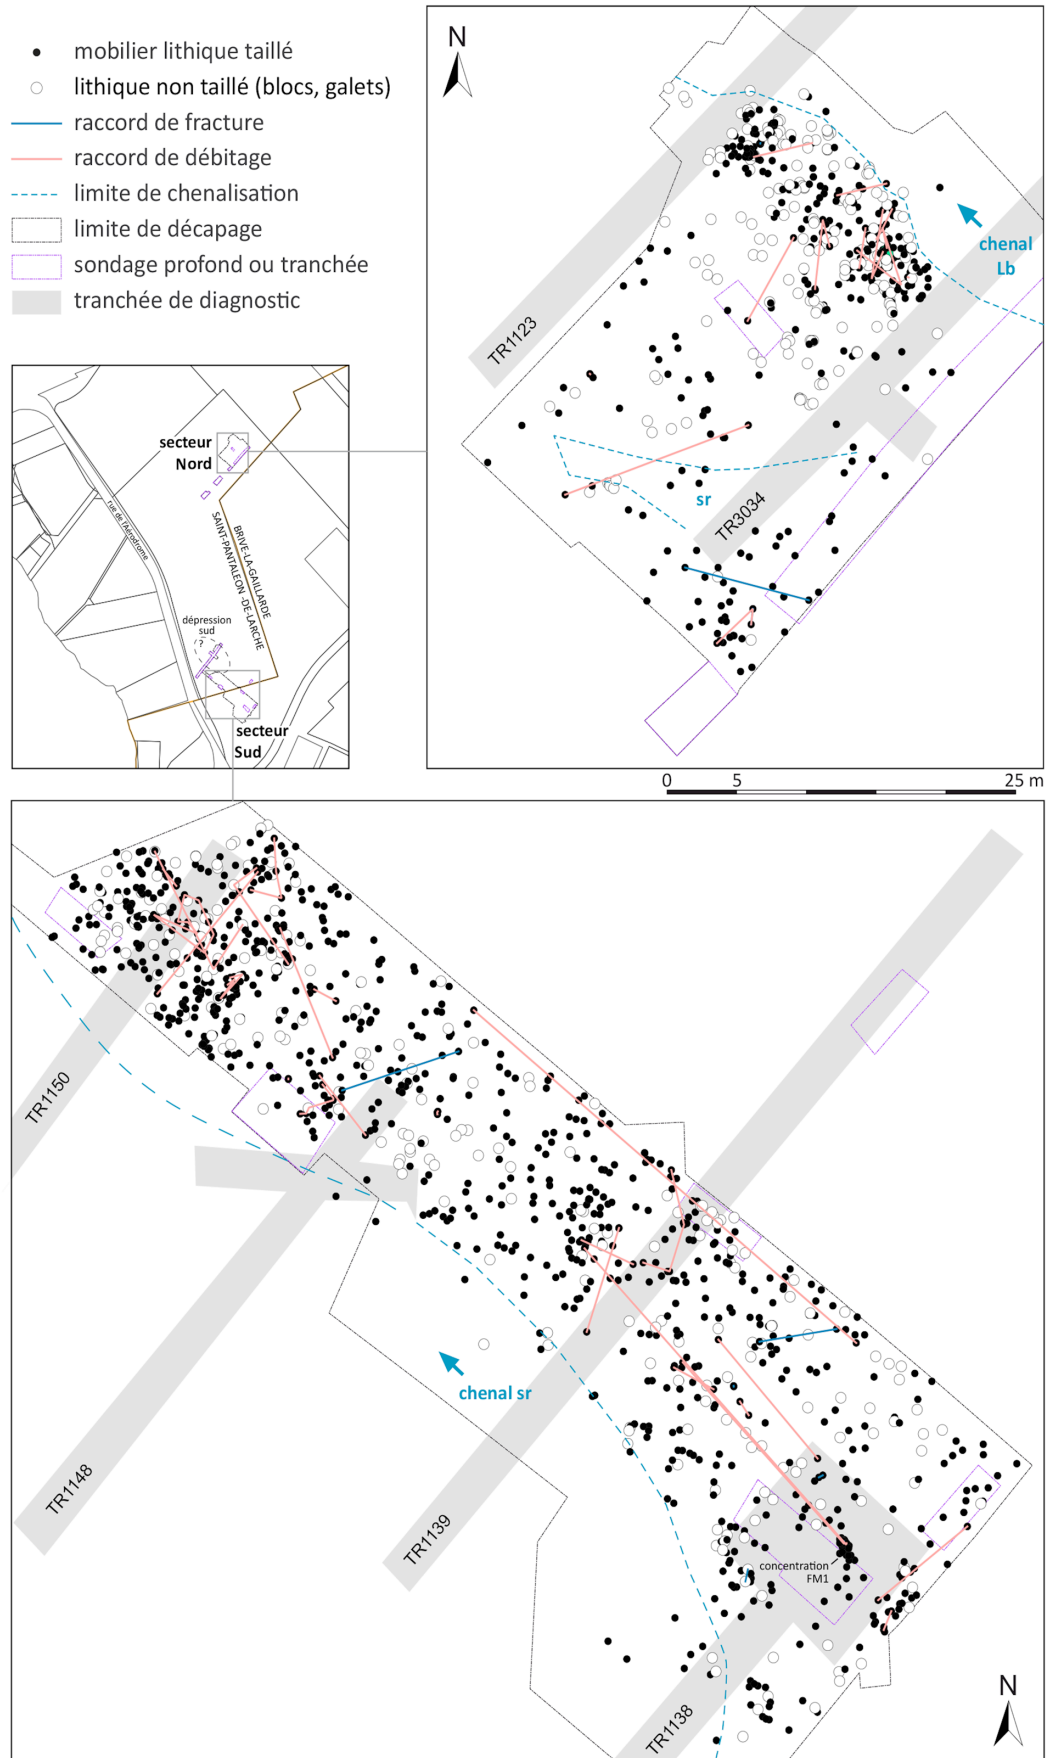 mobilier lithique taillé
lithique non taillé (blocs, galets)
raccord de fracture
raccord de débitage
limite de chenalisation
limite de décapage
sondage profond ou tranchée
tranchée de diagnostic
N
TR1123
chenal
Lb
sr
TR3034
secteur
Nord
rue de l'Aérodrome
BRIVE-LA-GAILLARDE
SAINT-PANTALEON-DE-LARCHE
dépression
sud
?
secteur
Sud
0 5 25 m
TR1150
TR1148
chenal sr
TR1139
concentration
FM1
TR1138
N